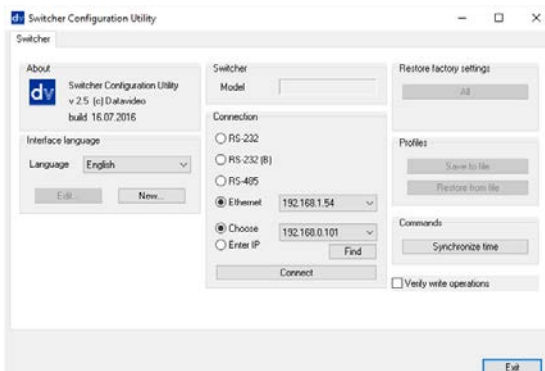 dv Switcher Configuration Utility
Switcher
About
dv
Switcher Configuration Utility
v 2.5 (c) Datavideo
build 16.07.2016
Interface language
Language English
Edit... New...
Switcher
Model
Connection
RS-232
RS-232 (B)
RS-485
Ethernet 192.168.1.54
Choose 192.168.0.101
Enter IP
Find
Connect
Restore factory settings
All
Profiles
Save to file
Restore from file
Commands
Synchronize time
Verify write operations
Exit